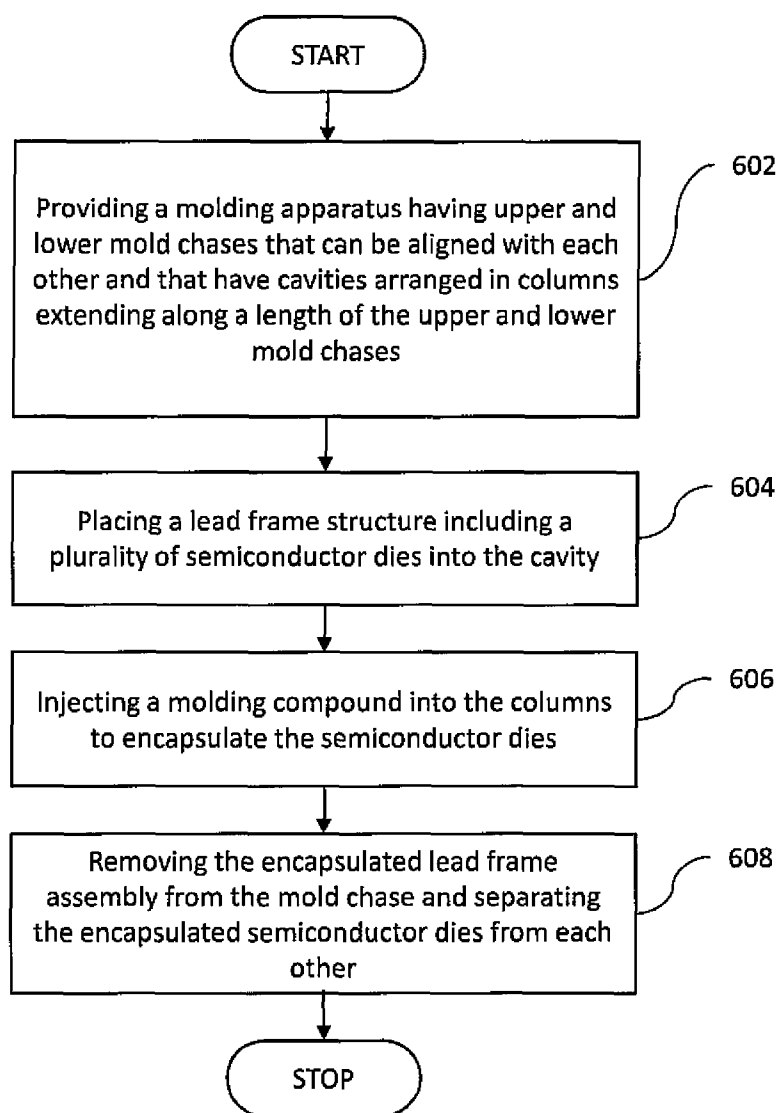 START
602
Providing a molding apparatus having upper and
lower mold chases that can be aligned with each
other and that have cavities arranged in columns
extending along a length of the upper and lower
mold chases
604
Placing a lead frame structure including a
plurality of semiconductor dies into the cavity
606
Injecting a molding compound into the columns
to encapsulate the semiconductor dies
608
Removing the encapsulated lead frame
assembly from the mold chase and separating
the encapsulated semiconductor dies from each
other
STOP